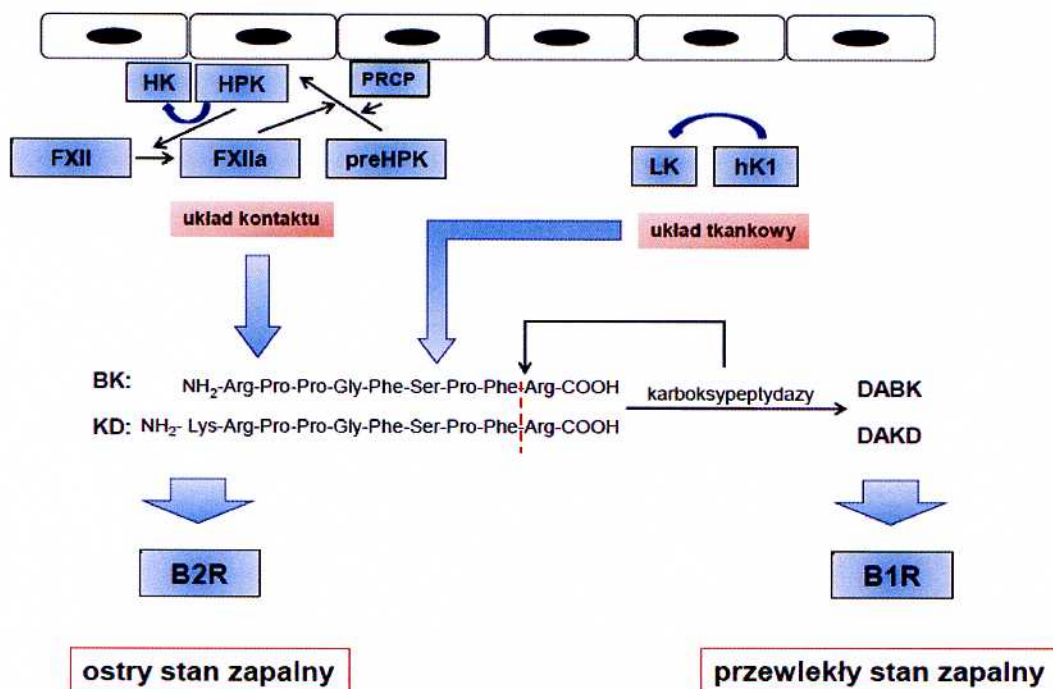 HK HPK PRCP
FXII FXIIa preHPK LK hK1
układ kontaktu układ tkankowy
BK: NH2-Arg-Pro-Pro-Gly-Phe-Ser-Pro-Phe-Arg-COOH karboksypeptydazy DABK
KD: NH2- Lys-Arg-Pro-Pro-Gly-Phe-Ser-Pro-Phe-Arg-COOH DAKD
B2R B1R
ostry stan zapalny przewlekły stan zapalny